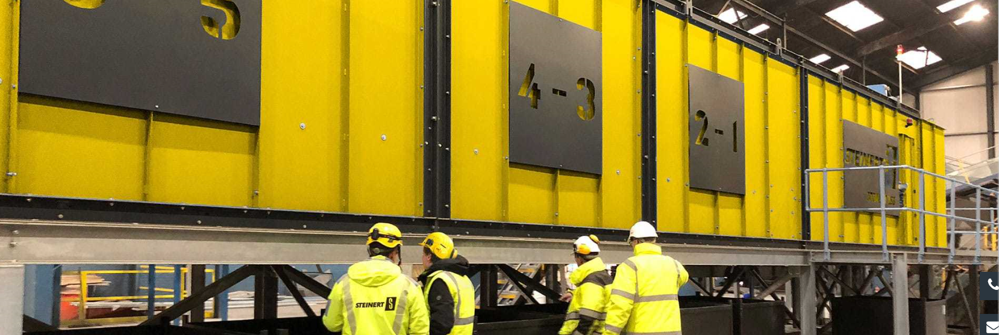 5
4-3
2-1
STEINERT
STEINERT S